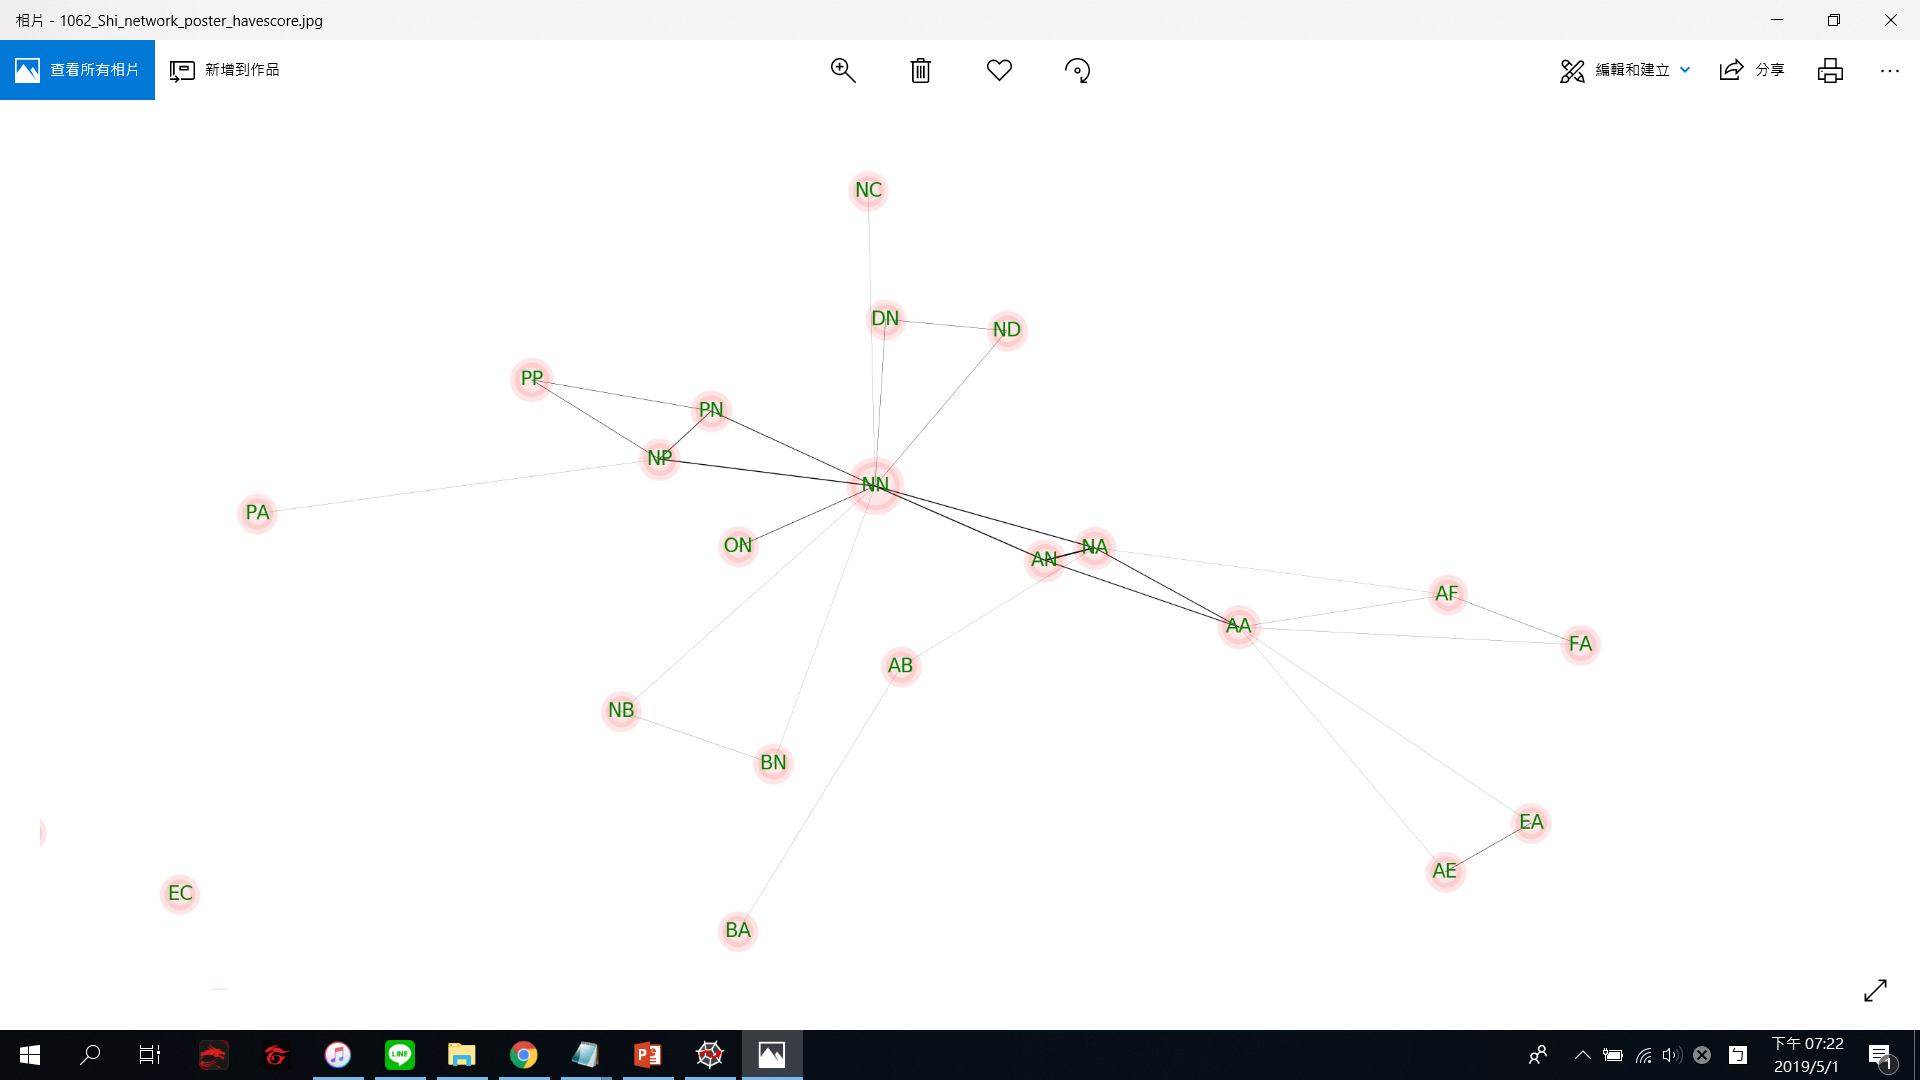 相片 - 1062_Shi_network_poster_havescore.jpg
查看所有相片
新增到作品
編輯和建立
分享
NC
DN
ND
PP
PN
NP
NN
PA
ON
NA
AN
AF
AA
FA
AB
NB
BN
EA
AE
EC
BA
LINE
下午 07:22
2019/5/1
1